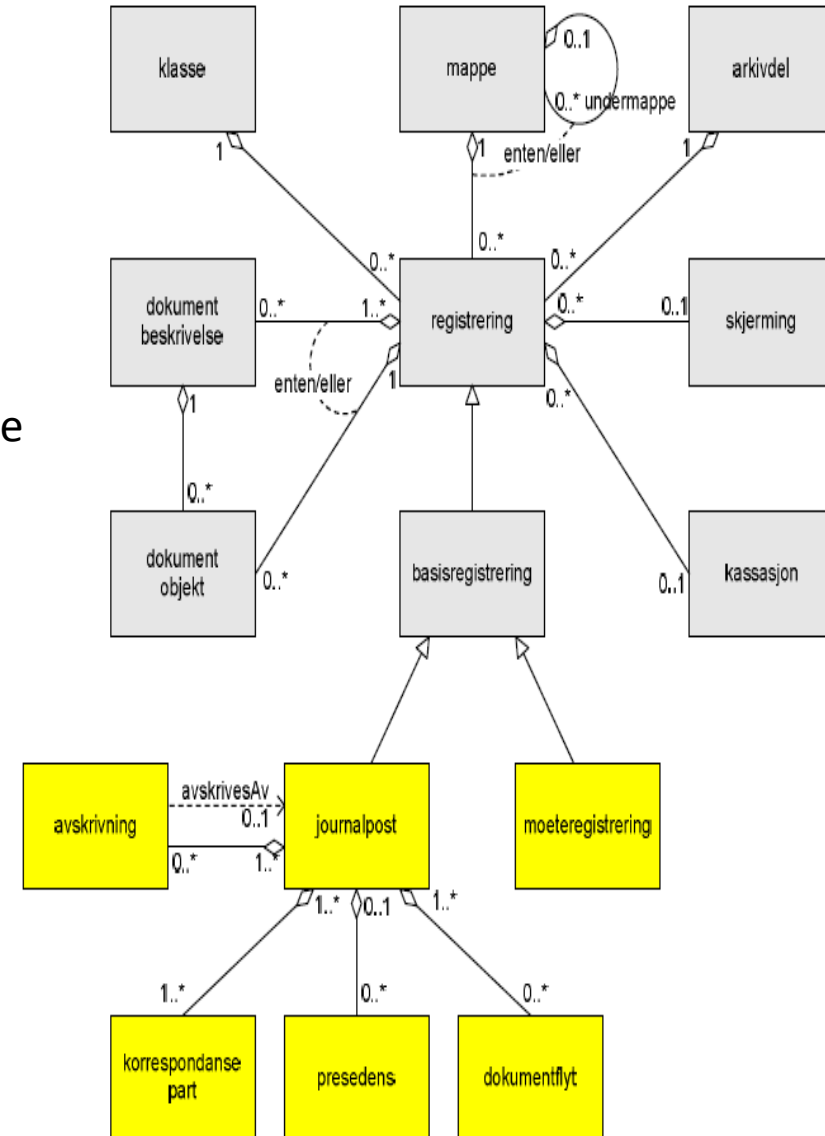 klasse
mappe
arkivdel
0..1
0..* undermappe
1
1
enten/eller
1
0..*
0..*
0..*
dokument
beskrivelse
0..*
1..*
registrering
0..*
0..1
skjerming
enten/eller
1
0..*
1
e
0..*
dokument
objekt
0..*
basisregistrering
0..1
kassasjon
avskrivning
avskrivesAv
0..1
0..*
1..*
journalpost
moeteregistrering
1..*
0..1
1..*
1..*
0..*
0..*
korrespondanse
part
presedens
dokumentflyt